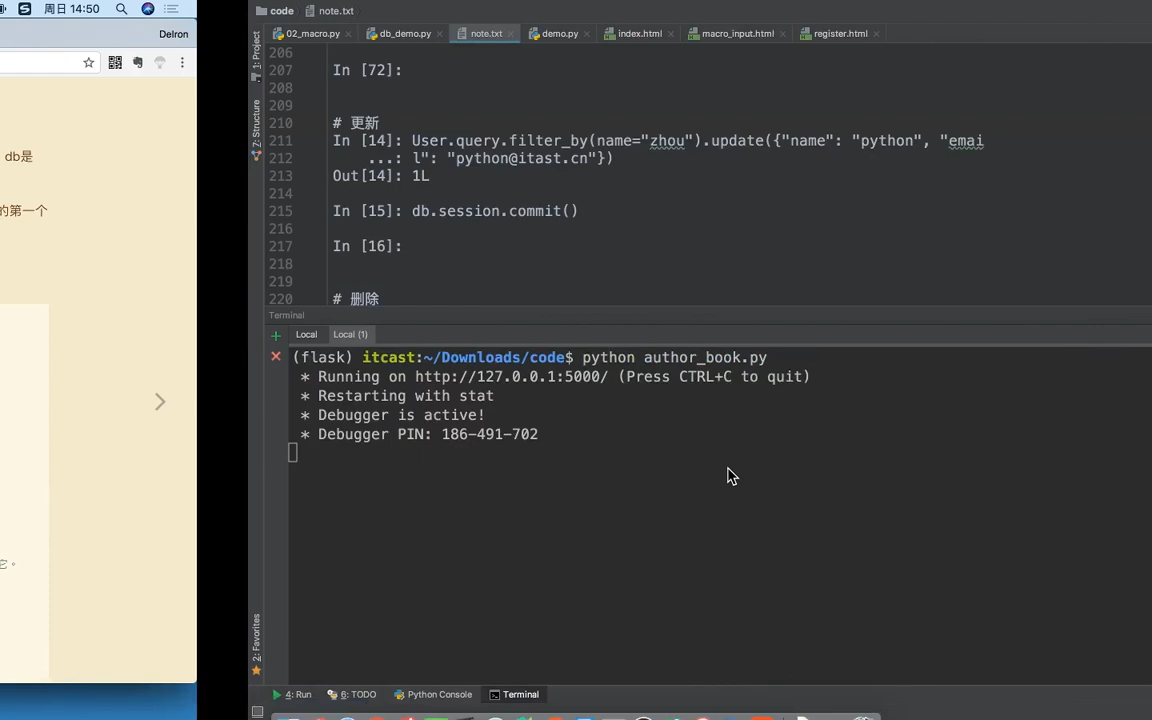 周日 14:50
Delron
db是
的第一个
它。
code
note.txt
02_macro.py
db_demo.py
note.txt
demo.py
index.html
macro_input.html
register.html
1: Project
Z: Structure
2: Favorites
206
207 In [72]:
208
209
210 # 更新
211 In [14]: User.query.filter_by(name="zhou").update({"name": "python", "emai
212 ...: l": "python@itast.cn"})
213 Out[14]: 1L
214
215 In [15]: db.session.commit()
216
217 In [16]:
218
219
220 # 删除
Terminal
Local
Local (1)
(flask) itcast:~/Downloads/code$ python author_book.py
* Running on http://127.0.0.1:5000/ (Press CTRL+C to quit)
* Restarting with stat
* Debugger is active!
* Debugger PIN: 186-491-702
4: Run
6: TODO
Python Console
Terminal